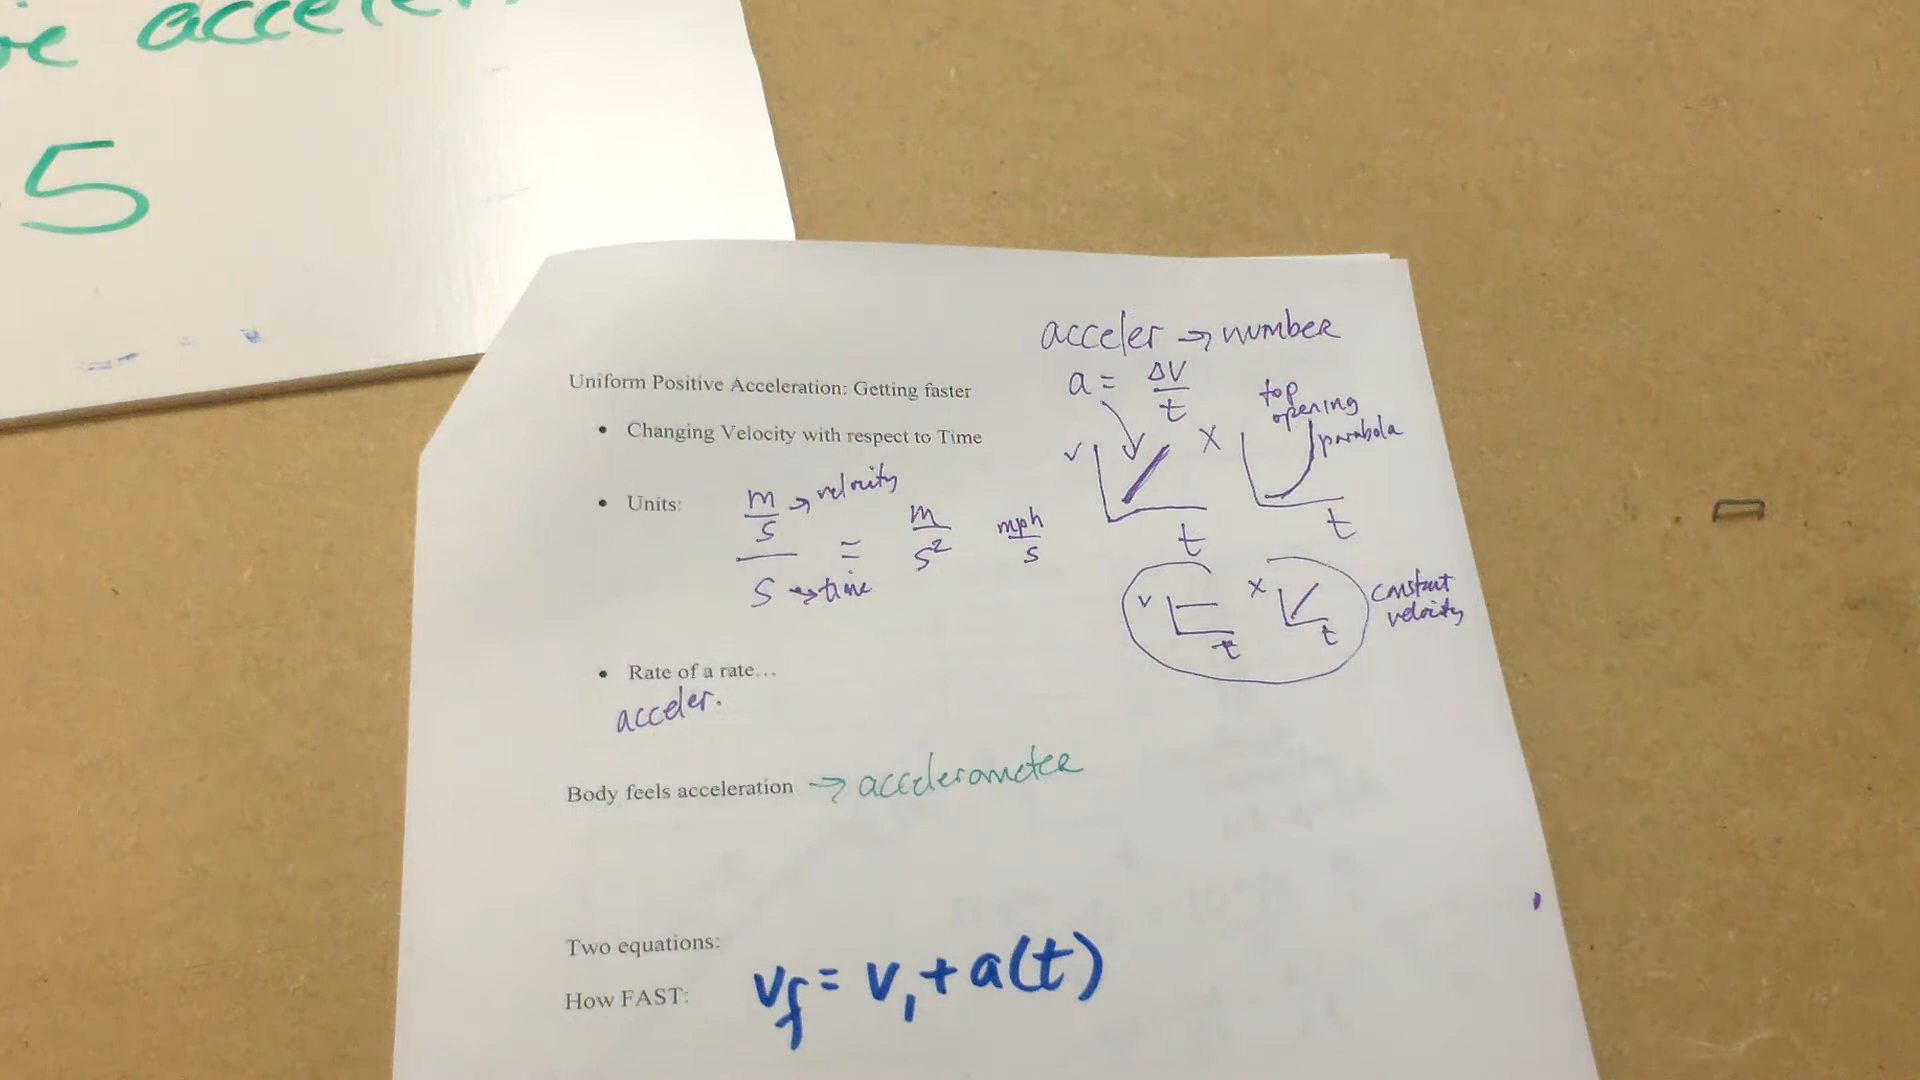 acceler
5
acceler → number
Uniform Positive Acceleration: Getting faster
a = ΔV / t
top opening parabola
• Changing Velocity with respect to Time
v t
x t
• Units: m/s → velocity / s → time = m/s² mph/s
v t
x t
constant velocity
• Rate of a rate...
acceler.
Body feels acceleration → accelerometer
Two equations:
How FAST: vf = v1 + a(t)